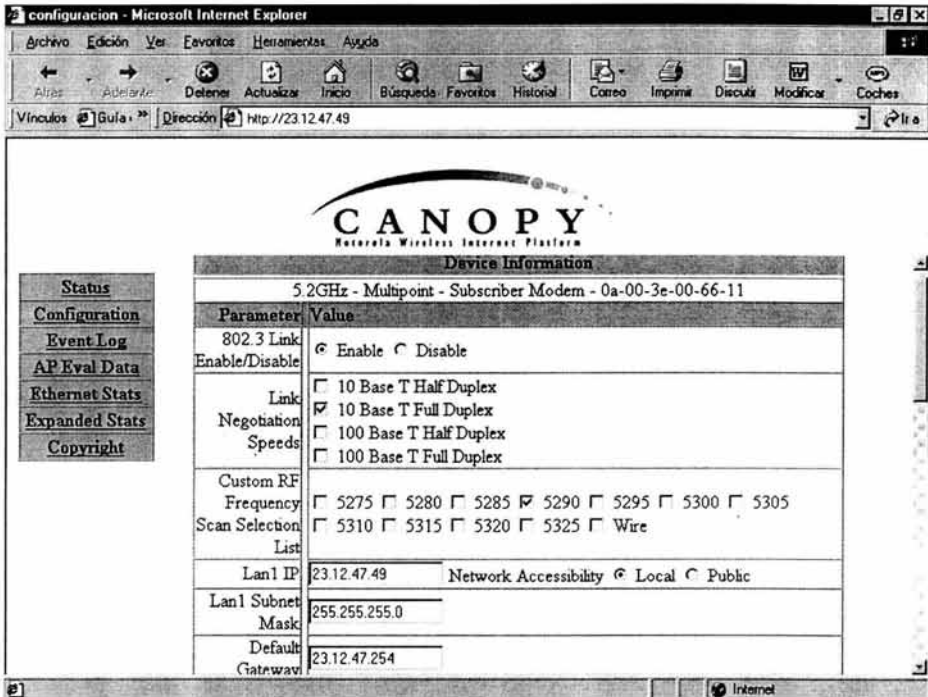 configuracion - Microsoft Internet Explorer
Archivo Edición Ver Favoritos Herramientas Ayuda
Atrás Adelante Detener Actualizar Inicio Búsqueda Favoritos Historial Correo Imprimir Discutir Modificar Coches
Vínculos Guía » Dirección http://23.12.47.49 Ir a
CANOPY
Motorola Wireless Internet Platform
Device Information
5.2GHz - Multipoint - Subscriber Modem - 0a-00-3e-00-66-11
Status
Configuration
Event Log
AP Eval Data
Ethernet Stats
Expanded Stats
Copyright
Parameter Value
802.3 Link
Enable/Disable
Enable Disable
Link
Negotiation
Speeds
10 Base T Half Duplex
10 Base T Full Duplex
100 Base T Half Duplex
100 Base T Full Duplex
Custom RF
Frequency
Scan Selection
List
5275 5280 5285 5290 5295 5300 5305
5310 5315 5320 5325 Wire
Lan1 IP 23.12.47.49 Network Accessibility Local Public
Lan1 Subnet
Mask
255.255.255.0
Default
Gateway
23.12.47.254
Internet